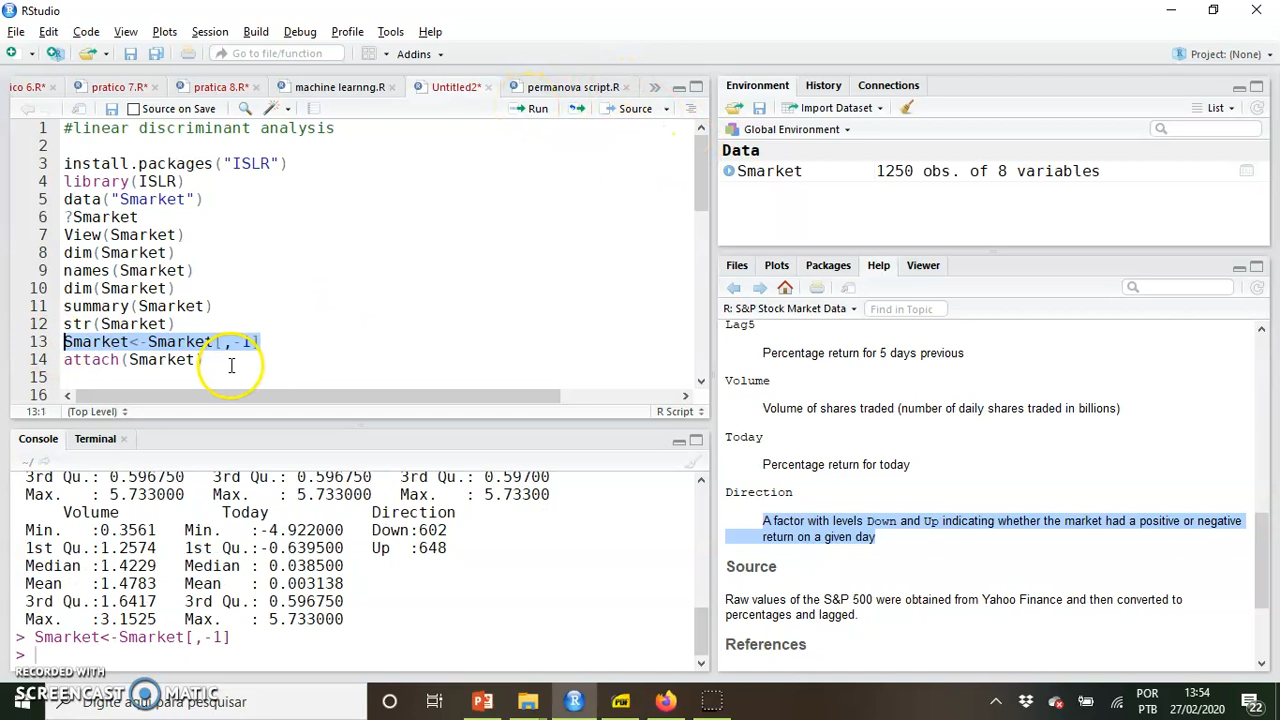 RStudio
File Edit Code View Plots Session Build Debug Profile Tools Help
Go to file/function Addins Project: (None)
ico 6.R* pratico 7.R* pratica 8.R* machine learnng.R Untitled2* permanova script.R
Source on Save Run Source
1 #linear discriminant analysis
2
3 install.packages("ISLR")
4 library(ISLR)
5 data("Smarket")
6 ?Smarket
7 View(Smarket)
8 dim(Smarket)
9 names(Smarket)
10 dim(Smarket)
11 summary(Smarket)
12 str(Smarket)
13 Smarket<-Smarket[,-1]
14 attach(Smarket)
15
16
13:1 (Top Level) R Script
Console Terminal
~/
3rd Qu.: 0.596750 3rd Qu.: 0.596750 3rd Qu.: 0.59700
Max. : 5.733000 Max. : 5.733000 Max. : 5.73300
Volume Today Direction
Min. :0.3561 Min. :-4.922000 Down:602
1st Qu.:1.2574 1st Qu.:-0.639500 Up :648
Median :1.4229 Median : 0.038500
Mean :1.4783 Mean : 0.003138
3rd Qu.:1.6417 3rd Qu.: 0.596750
Max. :3.1525 Max. : 5.733000
> Smarket<-Smarket[,-1]
>
Environment History Connections
Import Dataset List
Global Environment
Data
Smarket 1250 obs. of 8 variables
Files Plots Packages Help Viewer
R: S&P Stock Market Data Find in Topic
Lag5
Percentage return for 5 days previous
Volume
Volume of shares traded (number of daily shares traded in billions)
Today
Percentage return for today
Direction
A factor with levels Down and Up indicating whether the market had a positive or negative
return on a given day
Source
Raw values of the S&P 500 were obtained from Yahoo Finance and then converted to
percentages and lagged.
References
RECORDED WITH
SCREENCAST MATIC
Digite aqui para pesquisar
POR
PTB
13:54
27/02/2020
22